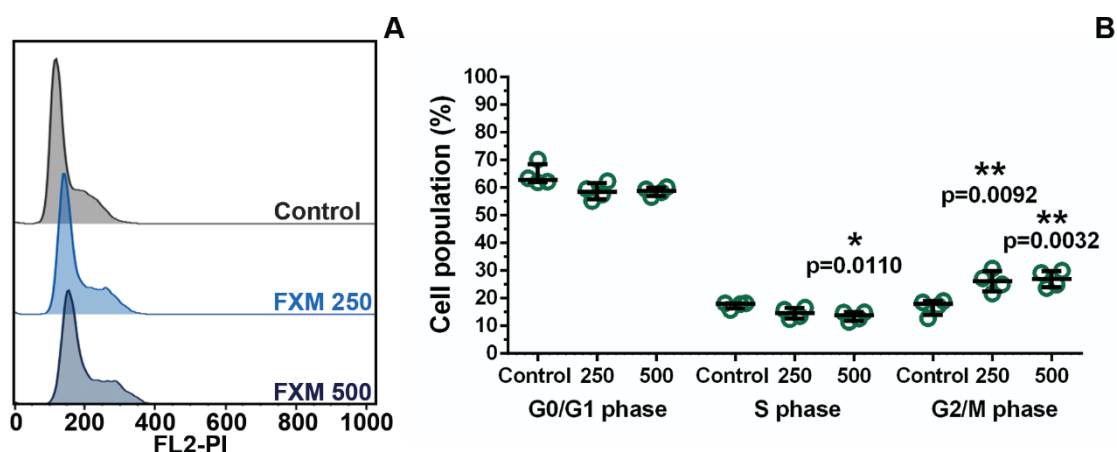 A
Control
FXM 250
FXM 500
0 200 400 600 800 1000
FL2-PI
B
Cell population (%)
100
90
80
70
60
50
40
30
20
10
0
*
p=0.0110
**
p=0.0092
**
p=0.0032
Control 250 500 Control 250 500 Control 250 500
G0/G1 phase S phase G2/M phase